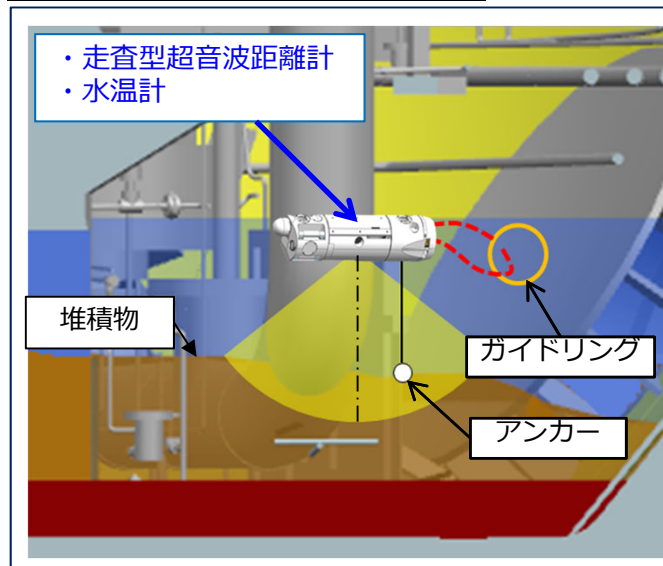 ・走査型超音波距離計
・水温計
堆積物
ガイドリング
アンカー